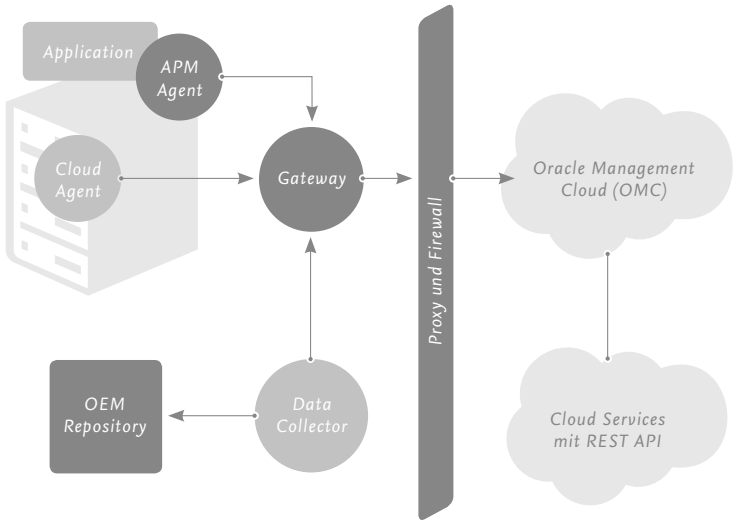 Application
APM
Agent
Cloud
Agent
Gateway
Proxy und Firewall
Oracle Management
Cloud (OMC)
OEM
Repository
Data
Collector
Cloud Services
mit REST API